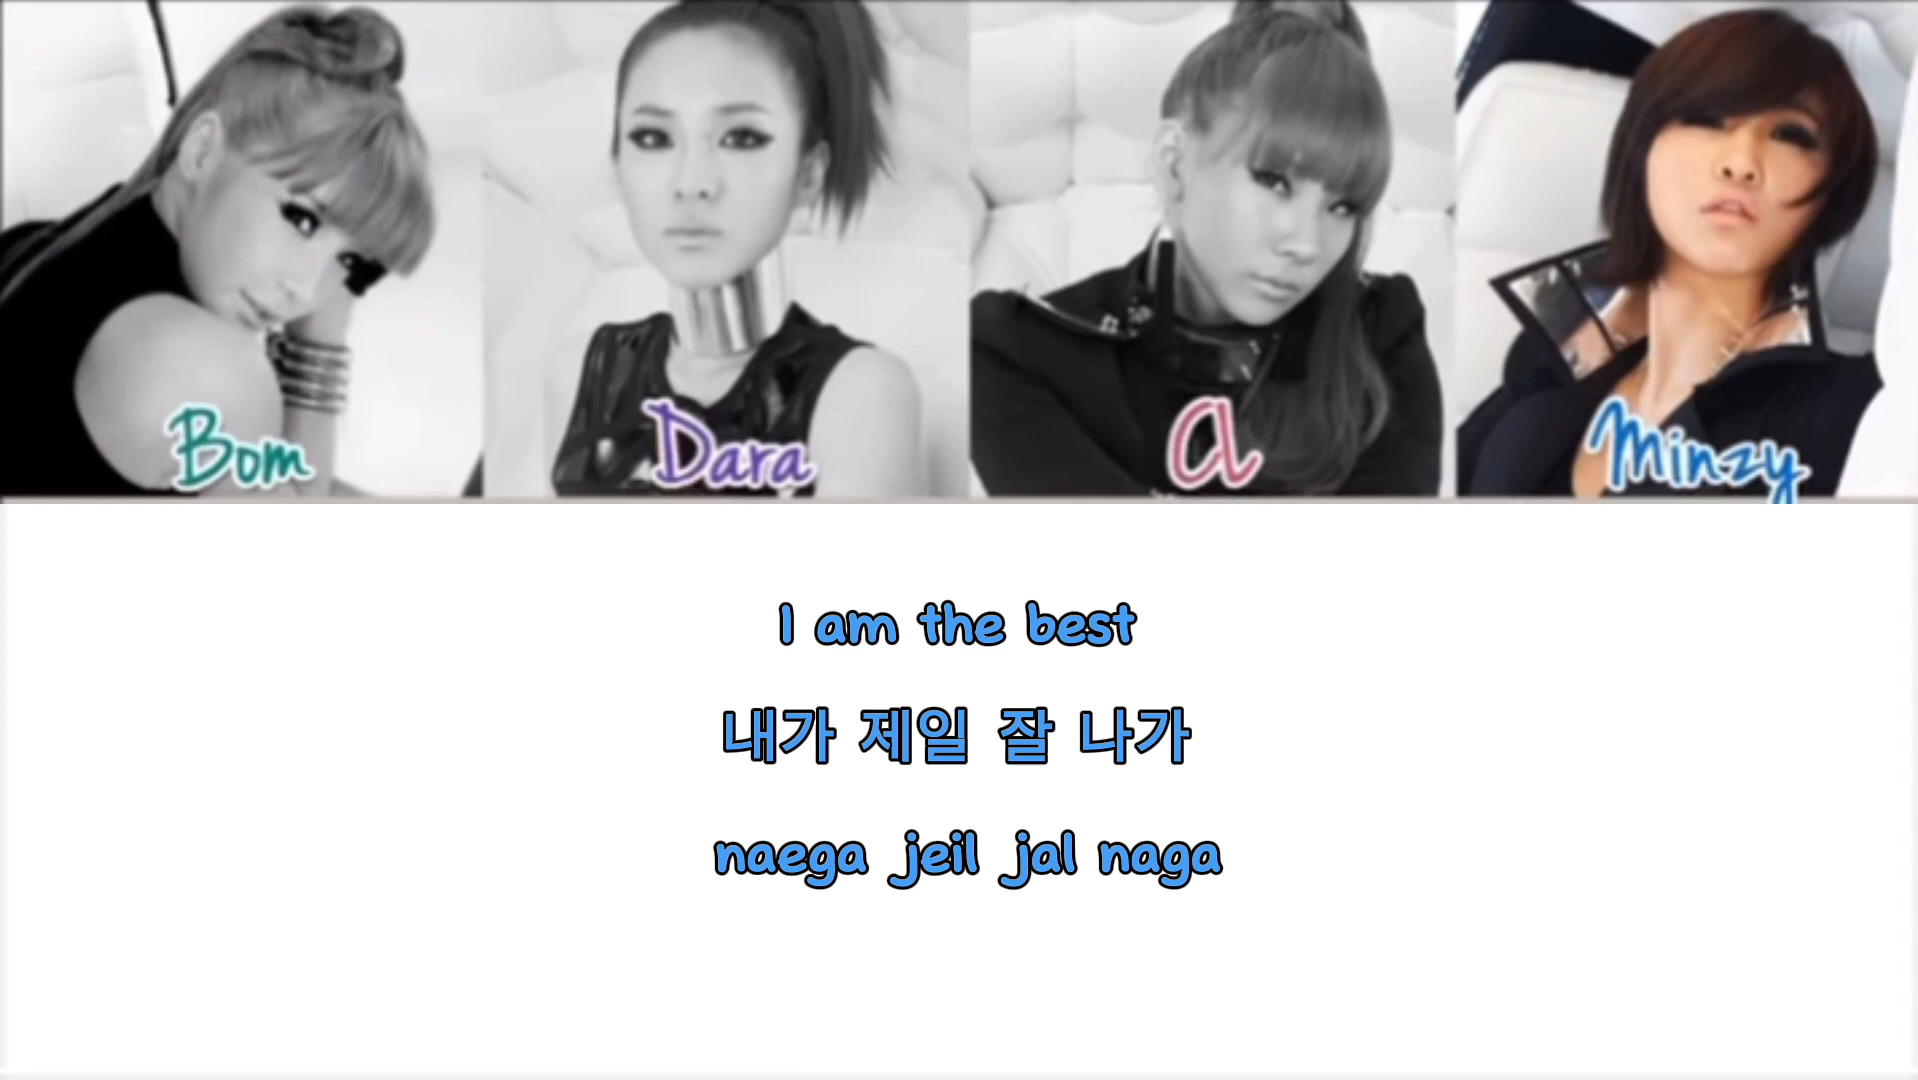 Bom
Dara
Cl
Minzy
I am the best
내가 제일 잘 나가
naega jeil jal naga